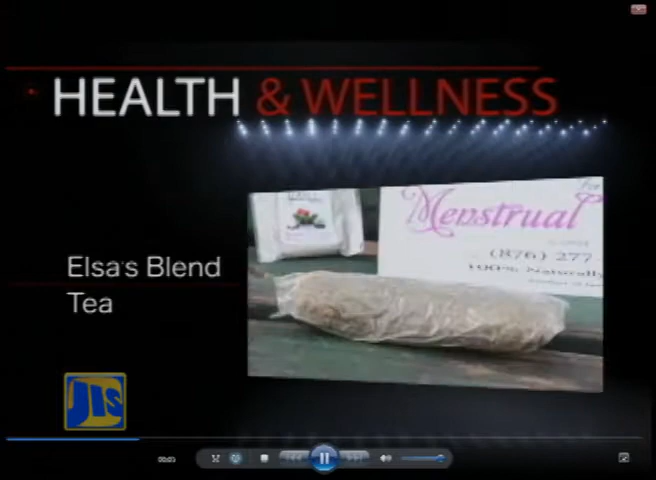 HEALTH & WELLNESS
Menstrual
(876) 277-
100% Naturally
Elsa's Blend
Tea
JIS